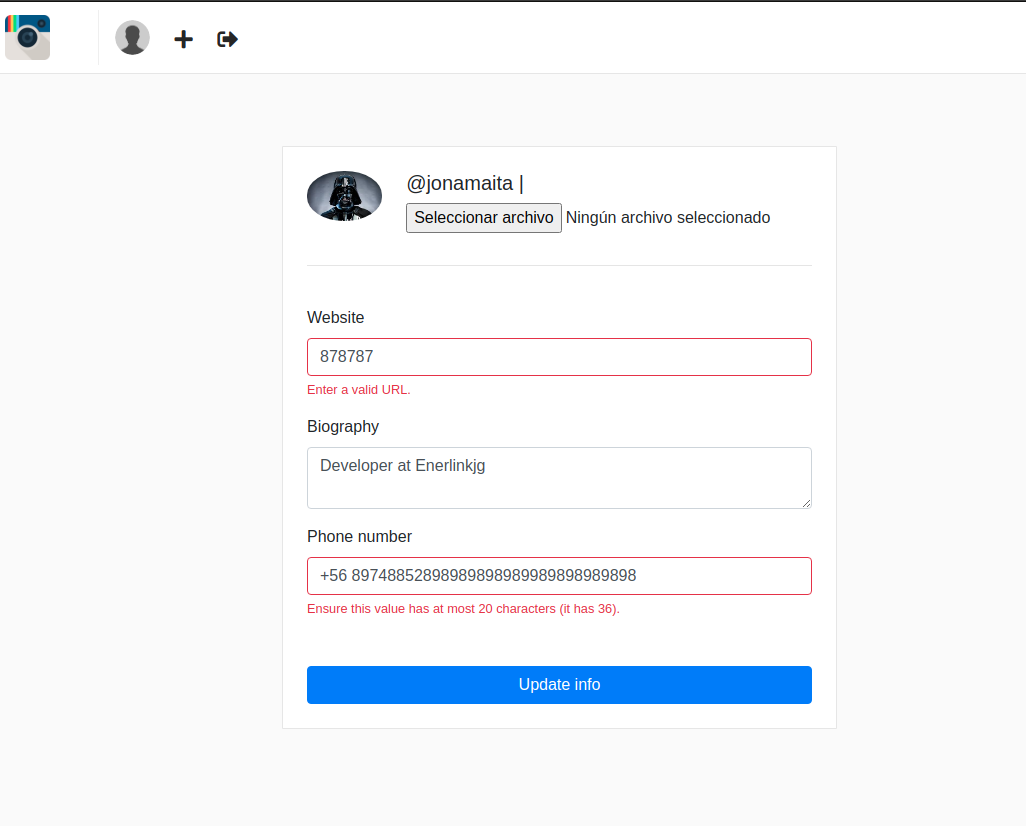 @jonamaita |
Seleccionar archivo Ningún archivo seleccionado
Website
878787
Enter a valid URL.
Biography
Developer at Enerlinkjg
Phone number
+56 89748852898989898989989898989898
Ensure this value has at most 20 characters (it has 36).
Update info